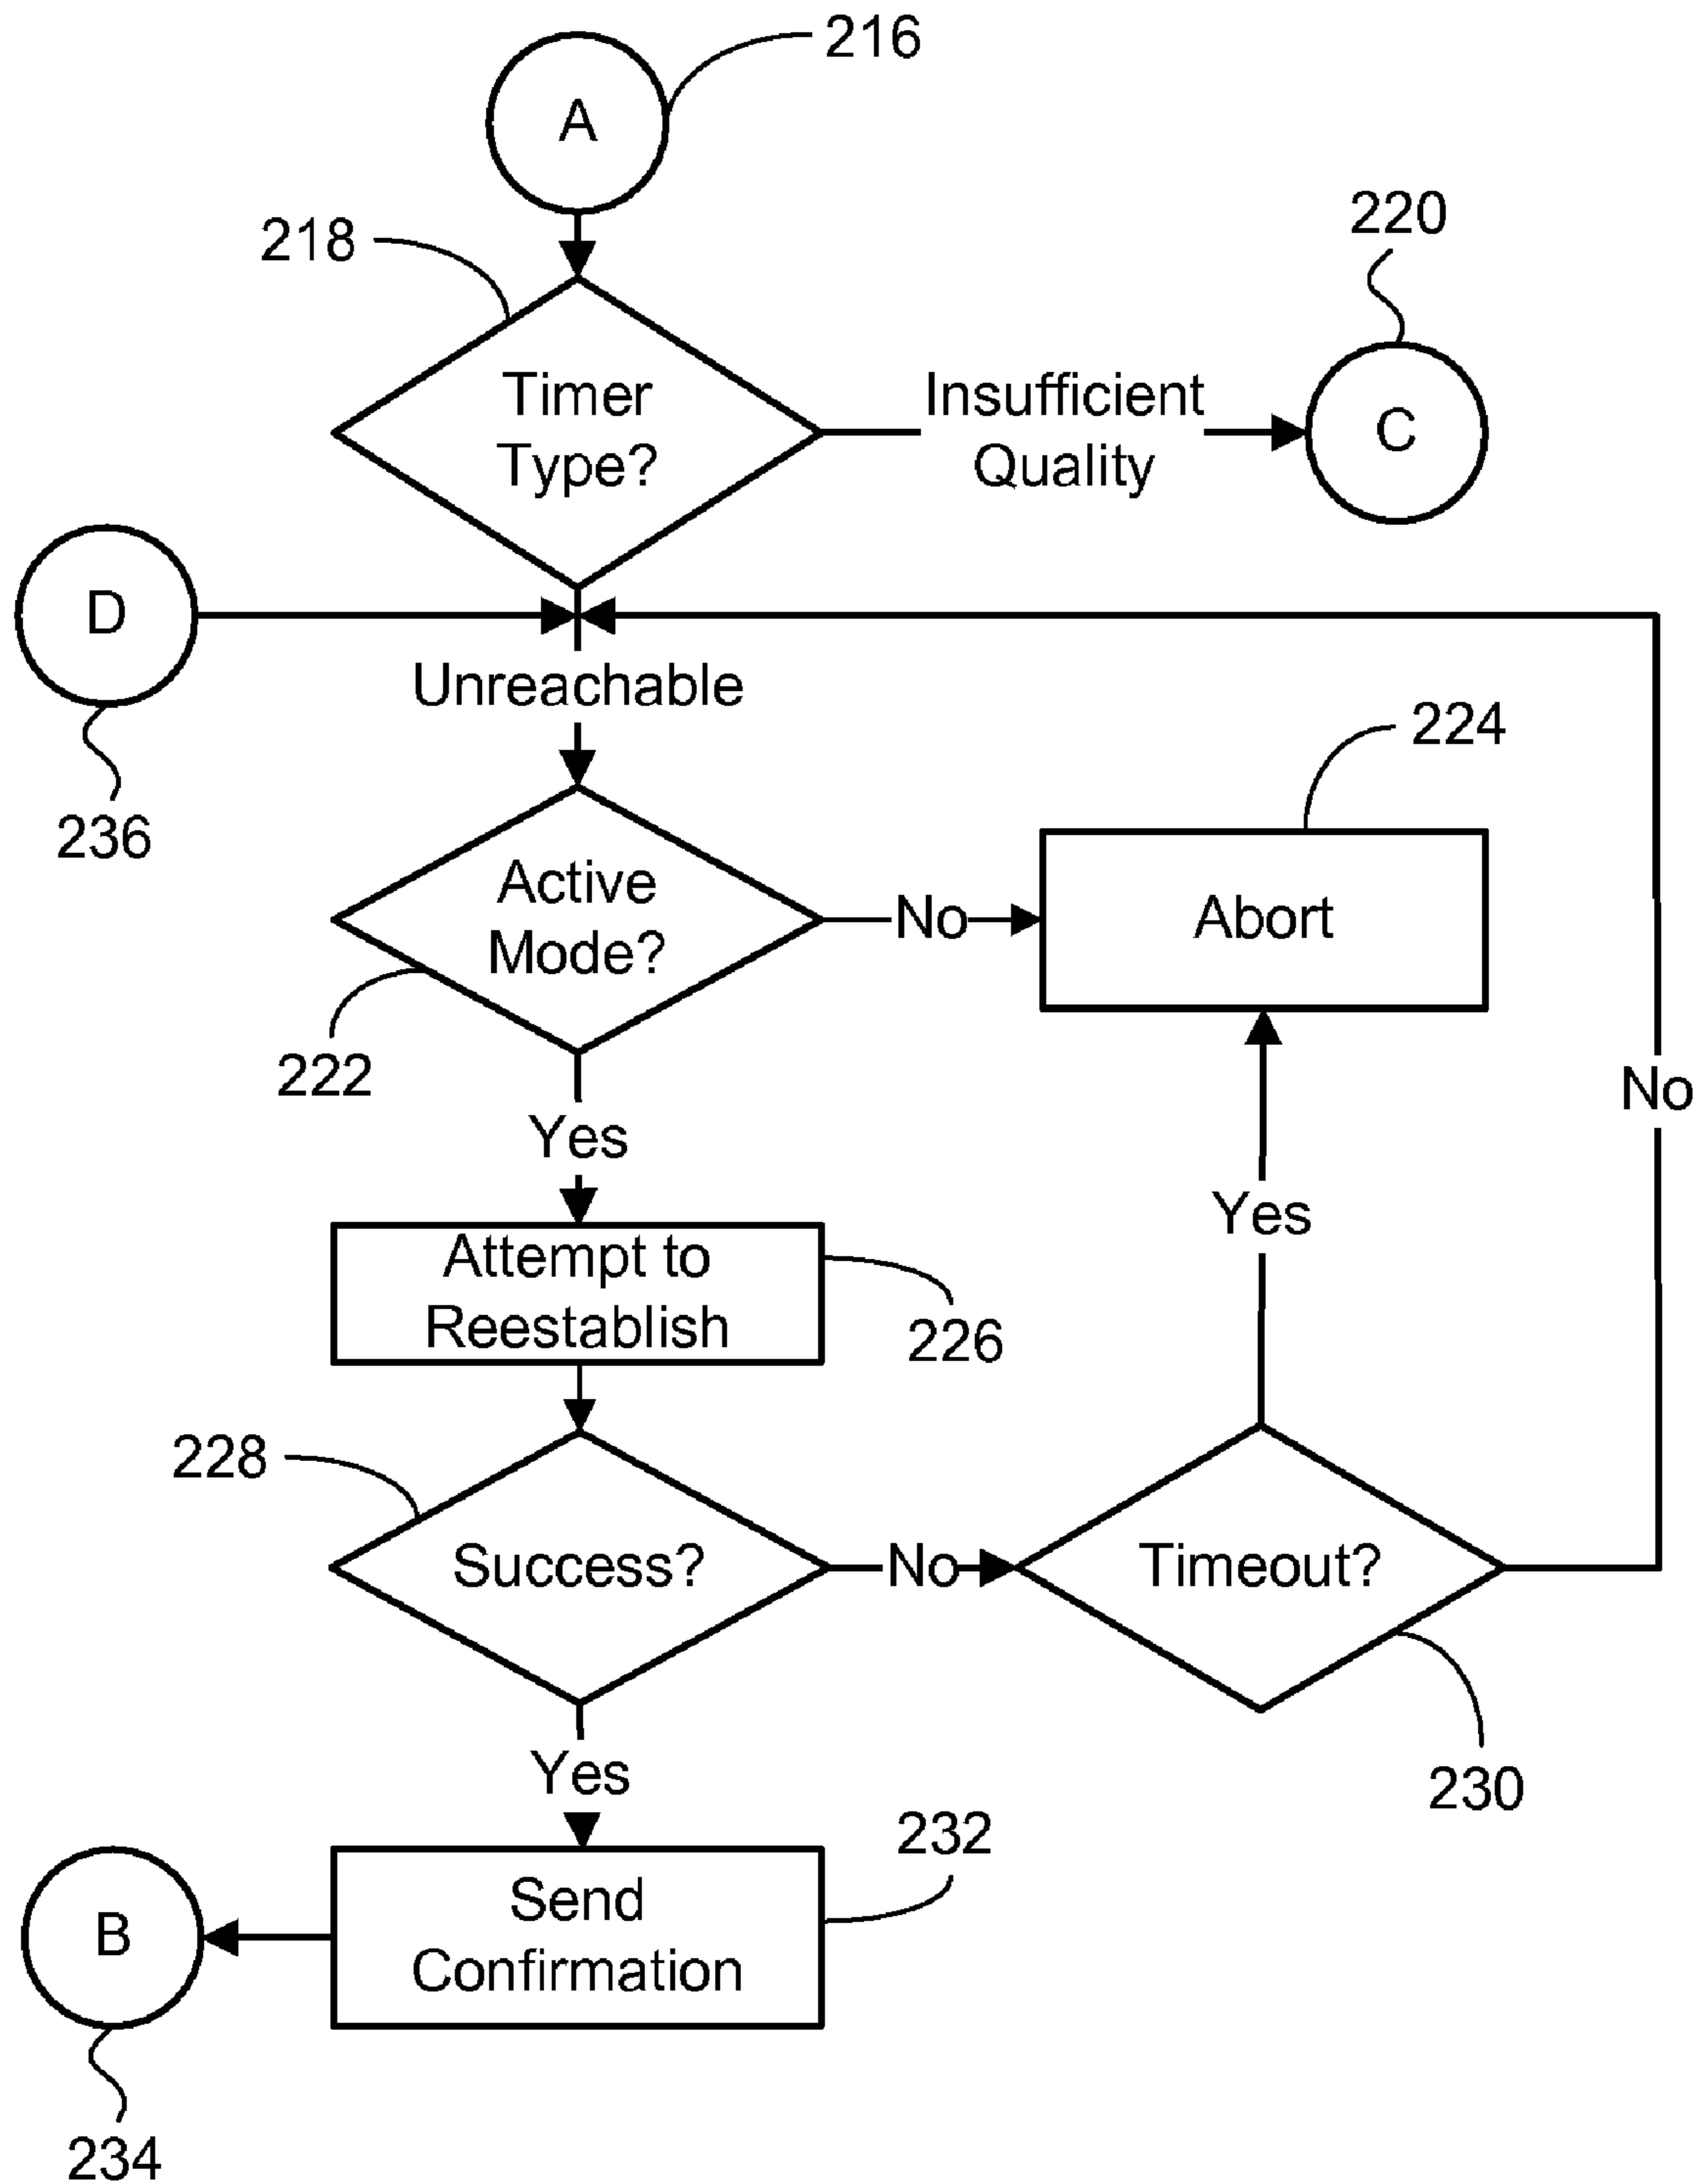 216
A
218
220
Timer
Type?
Insufficient
Quality
C
D
Unreachable
236
224
Active
Mode?
No
Abort
222
No
Yes
Yes
Attempt to
Reestablish
226
228
Success?
No
Timeout?
Yes
230
232
Send
Confirmation
B
234